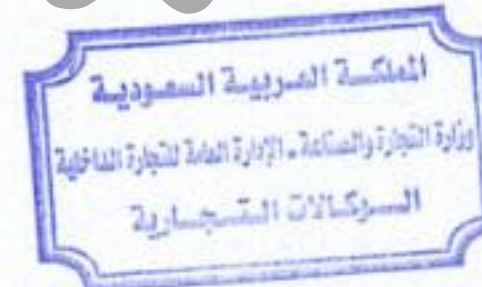 المملكة العربية السعودية
وزارة التجارة والصناعة - الإدارة العامة للتجارة الداخلية
الوكالات التجارية